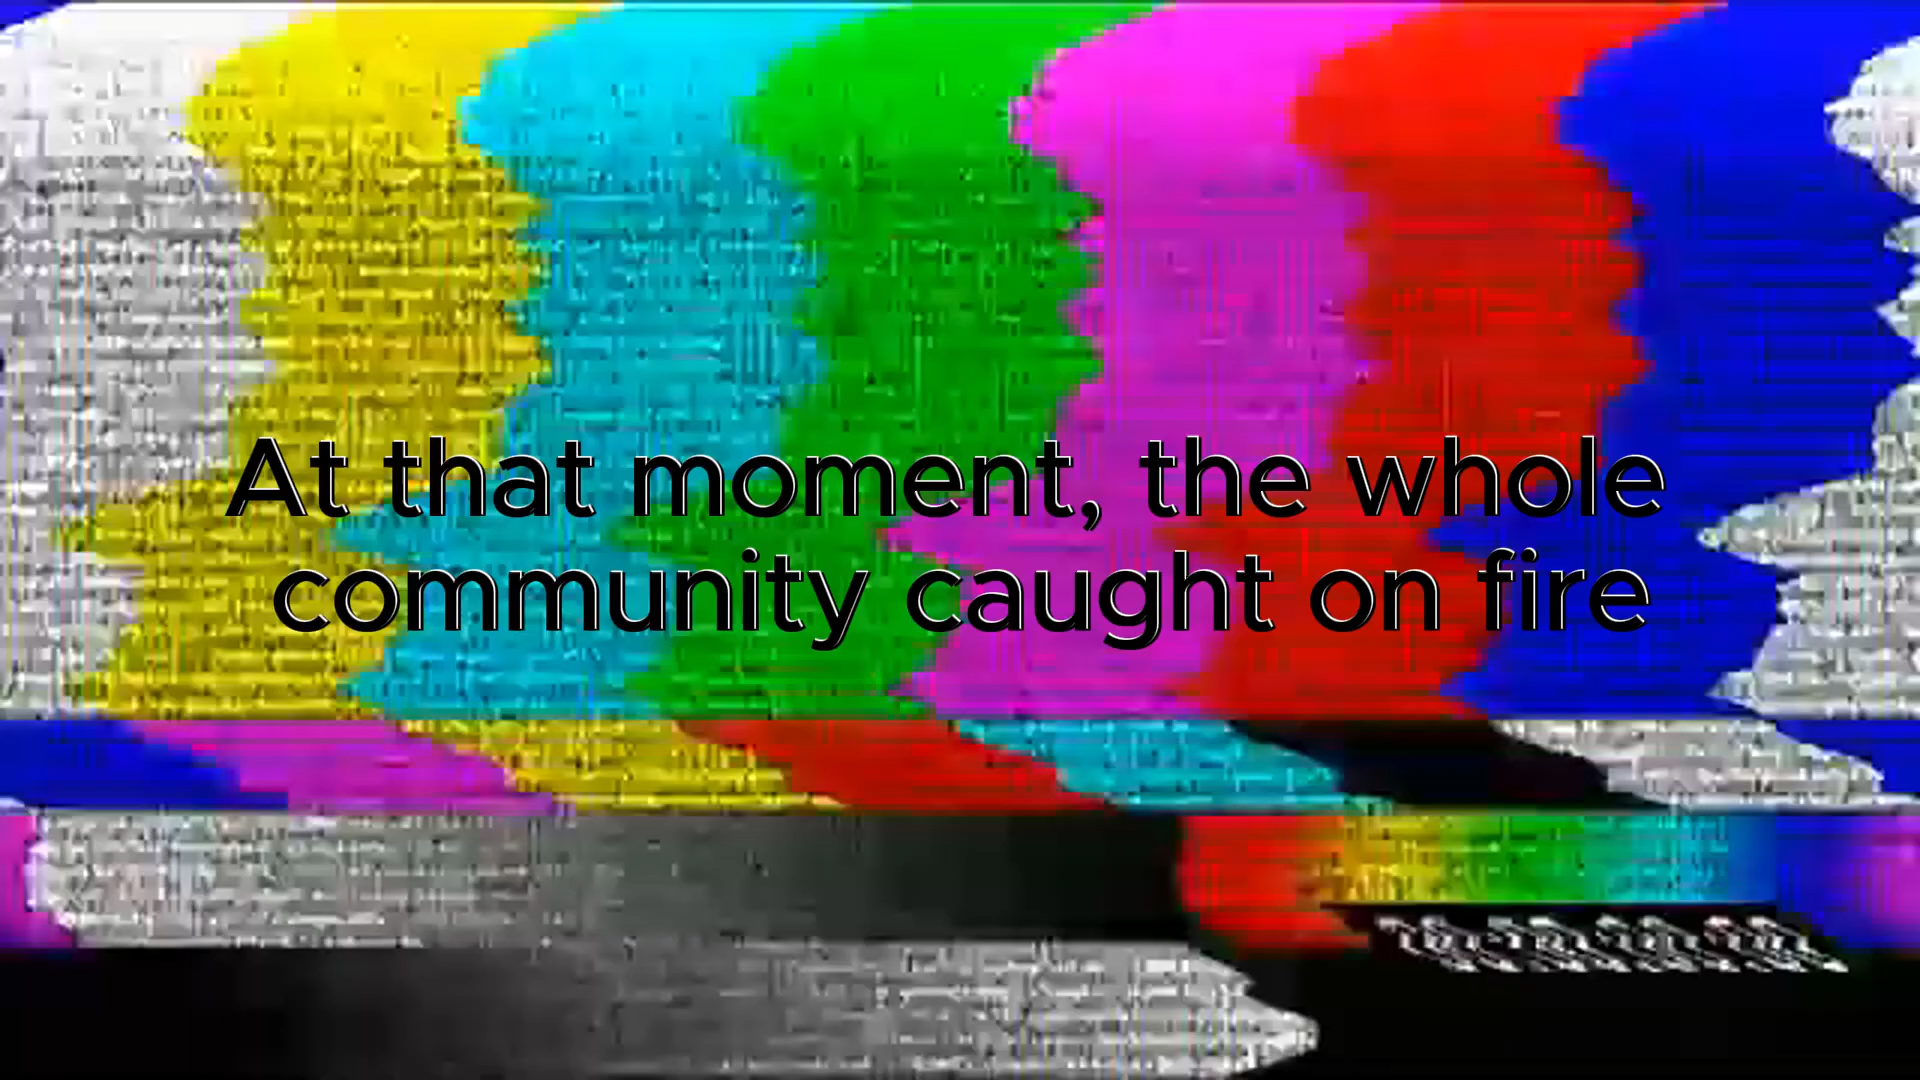 At that moment, the whole
community caught on fire